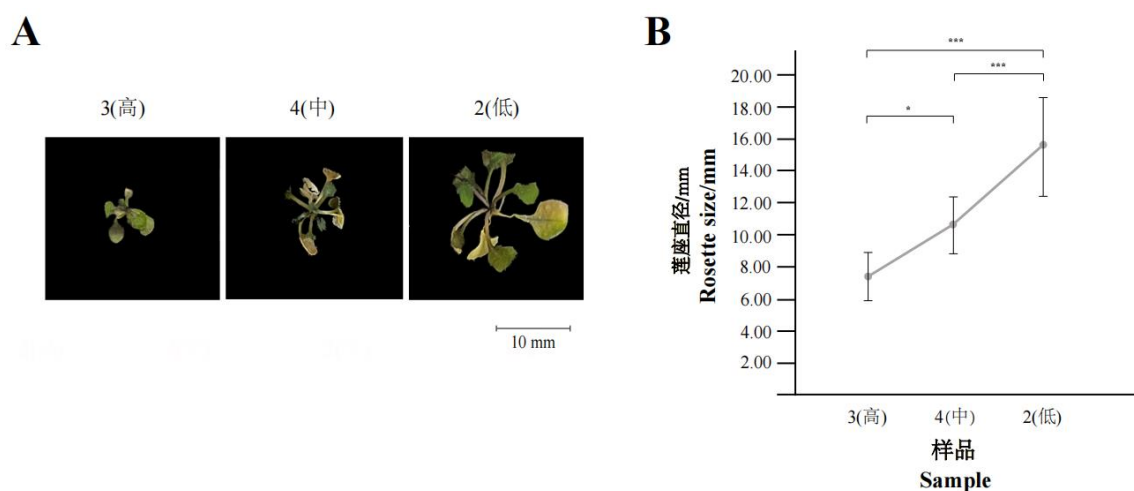 A
3(高)
4(中)
2(低)
10 mm
B
***
***
*
20.00
18.00
16.00
14.00
12.00
10.00
8.00
6.00
4.00
2.00
莲座直径/mm
Rosette size/mm
3(高)
4(中)
2(低)
样品
Sample